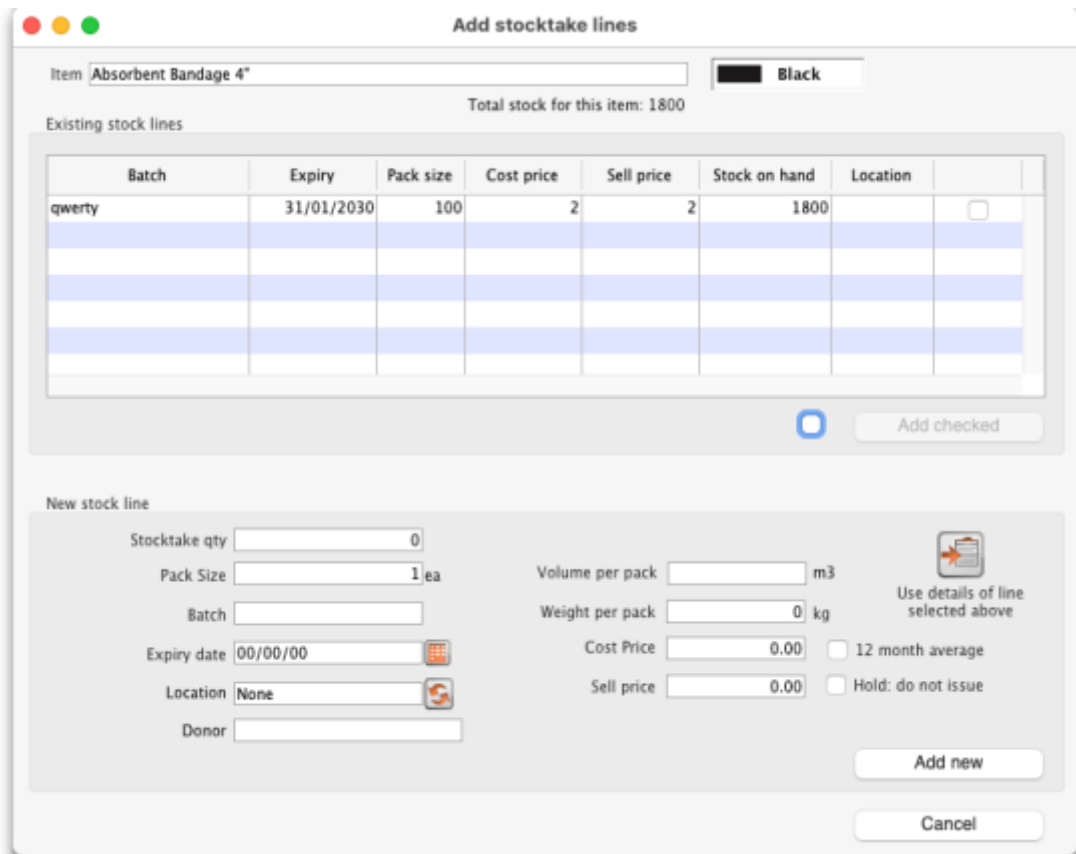 Add stocktake lines
Item Absorbent Bandage 4" Black
Total stock for this item: 1800
Existing stock lines
Batch Expiry Pack size Cost price Sell price Stock on hand Location
qwerty 31/01/2030 100 2 2 1800
Add checked
New stock line
Stocktake qty 0
Pack Size 1 ea
Batch
Expiry date 00/00/00
Location None
Donor
Volume per pack m3
Weight per pack 0 kg
Cost Price 0.00 12 month average
Sell price 0.00 Hold: do not issue
Use details of line
selected above
Add new
Cancel